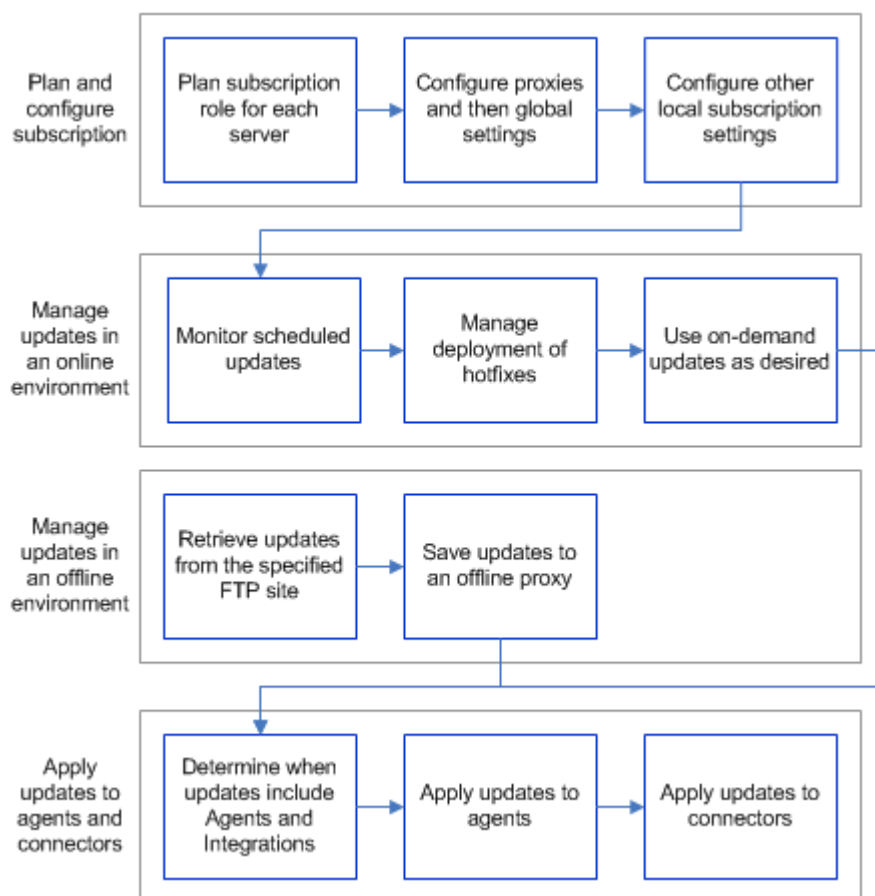 Plan and
configure
subscription
Plan subscription
role for each
server
Configure proxies
and then global
settings
Configure other
local subscription
settings
Manage
updates in
an online
environment
Monitor scheduled
updates
Manage
deployment of
hotfixes
Use on-demand
updates as desired
Manage
updates in
an offline
environment
Retrieve updates
from the specified
FTP site
Save updates to
an offline proxy
Apply
updates to
agents and
connectors
Determine when
updates include
Agents and
Integrations
Apply updates to
agents
Apply updates to
connectors